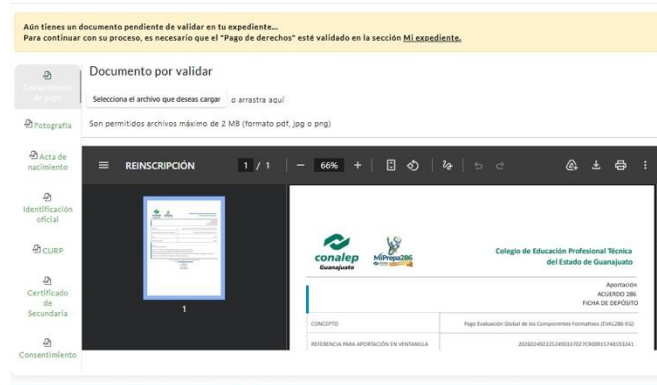 Aún tienes un documento pendiente de validar en tu expediente...
Para continuar con su proceso, es necesario que el "Pago de derechos" esté validado en la sección Mi expediente.
Comprobante
de pago
Documento por validar
Selecciona el archivo que deseas cargar o arrastra aquí
Son permitidos archivos máximo de 2 MB (formato pdf, jpg o png)
Fotografía
Acta de
nacimiento
Identificación
oficial
CURP
Certificado
de
Secundaria
Consentimiento
REINSCRIPCIÓN 1 / 1 66%
1
conalep
Guanajuato
MiPrepa286
Colegio de Educación Profesional Técnica
del Estado de Guanajuato
Aportación
ACUERDO 286
FICHA DE DEPÓSITO
CONCEPTO Pago Evaluación Global de los Componentes Formativos (EVAL286-EG)
REFERENCIA PARA APORTACIÓN EN VENTANILLA